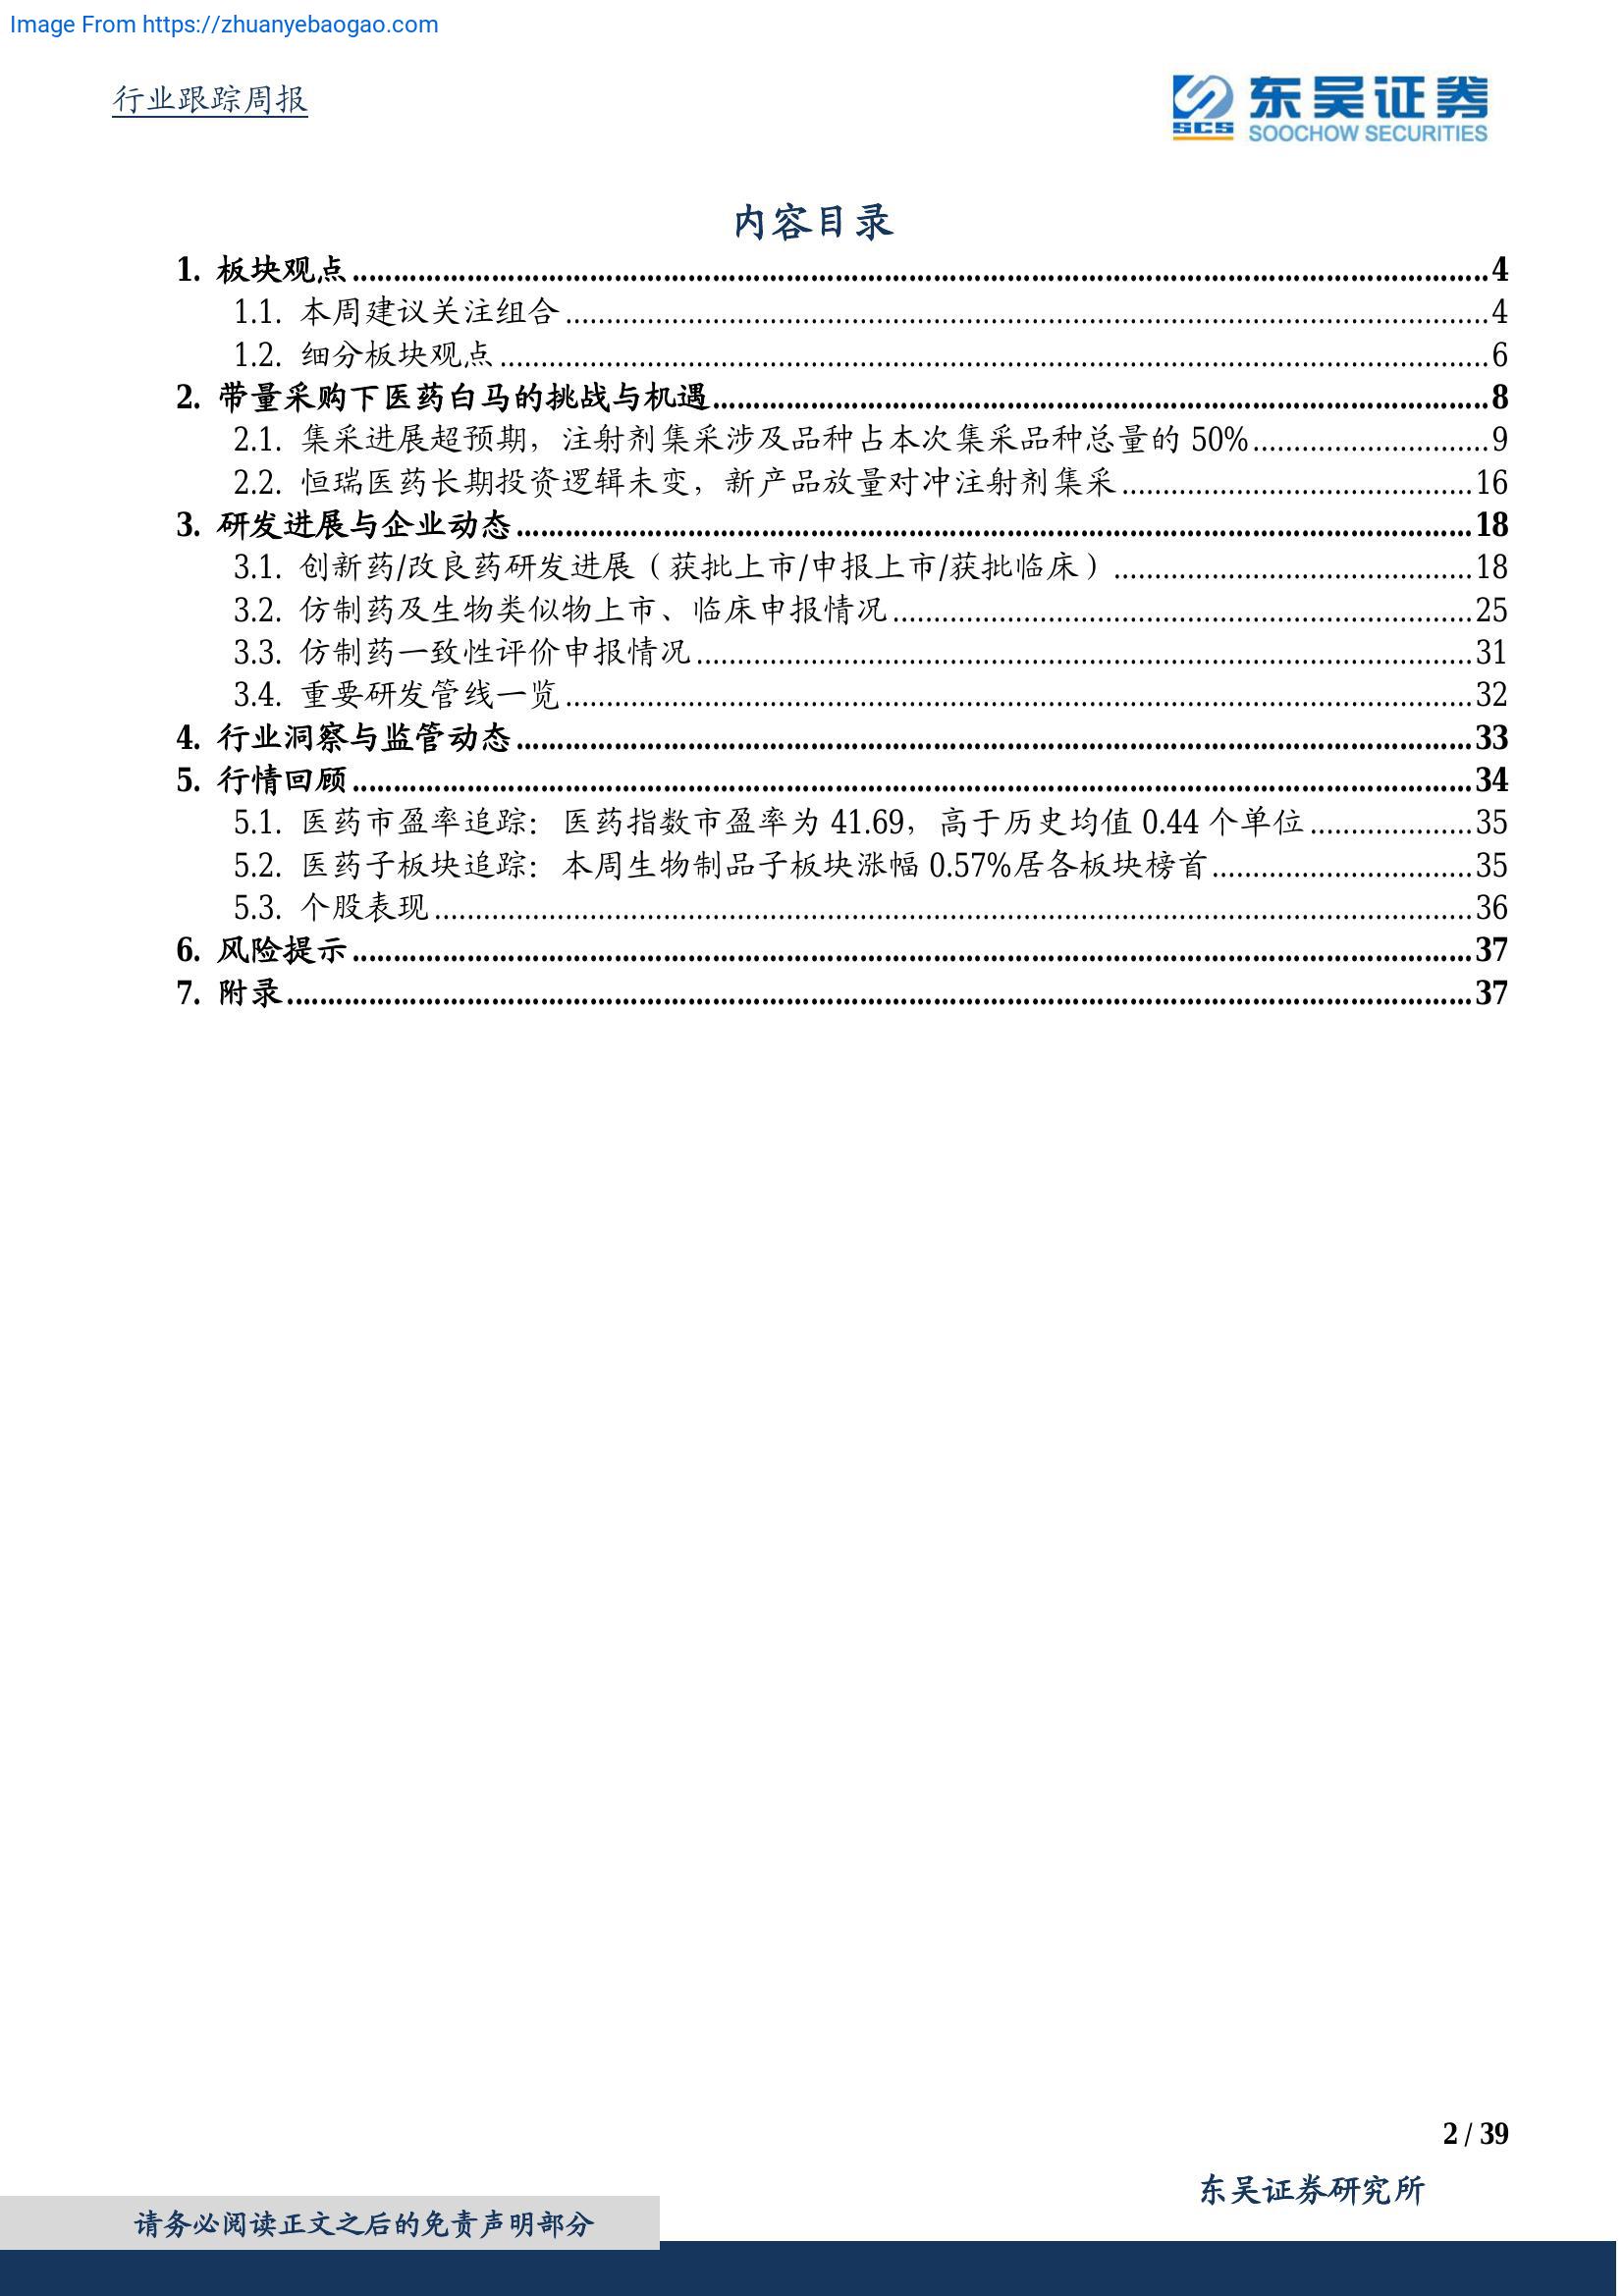 Image From https://zhuanyebaogao.com
行业跟踪周报
东吴证券
SCS SOOCHOW SECURITIES
内容目录
1. 板块观点 4
1.1. 本周建议关注组合 4
1.2. 细分板块观点 6
2. 带量采购下医药白马的挑战与机遇 8
2.1. 集采进展超预期，注射剂集采涉及品种占本次集采品种总量的 50% 9
2.2. 恒瑞医药长期投资逻辑未变，新产品放量对冲注射剂集采 16
3. 研发进展与企业动态 18
3.1. 创新药/改良药研发进展（获批上市/申报上市/获批临床） 18
3.2. 仿制药及生物类似物上市、临床申报情况 25
3.3. 仿制药一致性评价申报情况 31
3.4. 重要研发管线一览 32
4. 行业洞察与监管动态 33
5. 行情回顾 34
5.1. 医药市盈率追踪：医药指数市盈率为 41.69，高于历史均值 0.44 个单位 35
5.2. 医药子板块追踪：本周生物制品子板块涨幅 0.57%居各板块榜首 35
5.3. 个股表现 36
6. 风险提示 37
7. 附录 37
2 / 39
东吴证券研究所
请务必阅读正文之后的免责声明部分